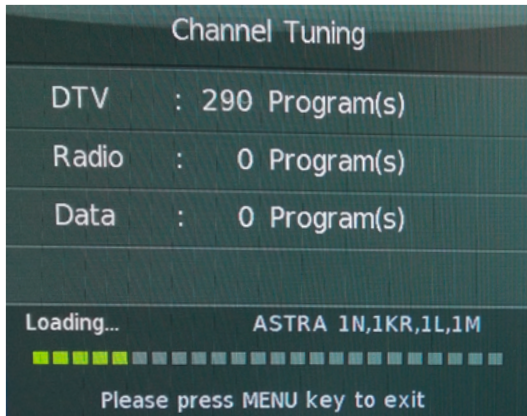 Channel Tuning
DTV : 290 Program(s)
Radio : 0 Program(s)
Data : 0 Program(s)
Loading... ASTRA 1N,1KR,1L,1M
Please press MENU key to exit